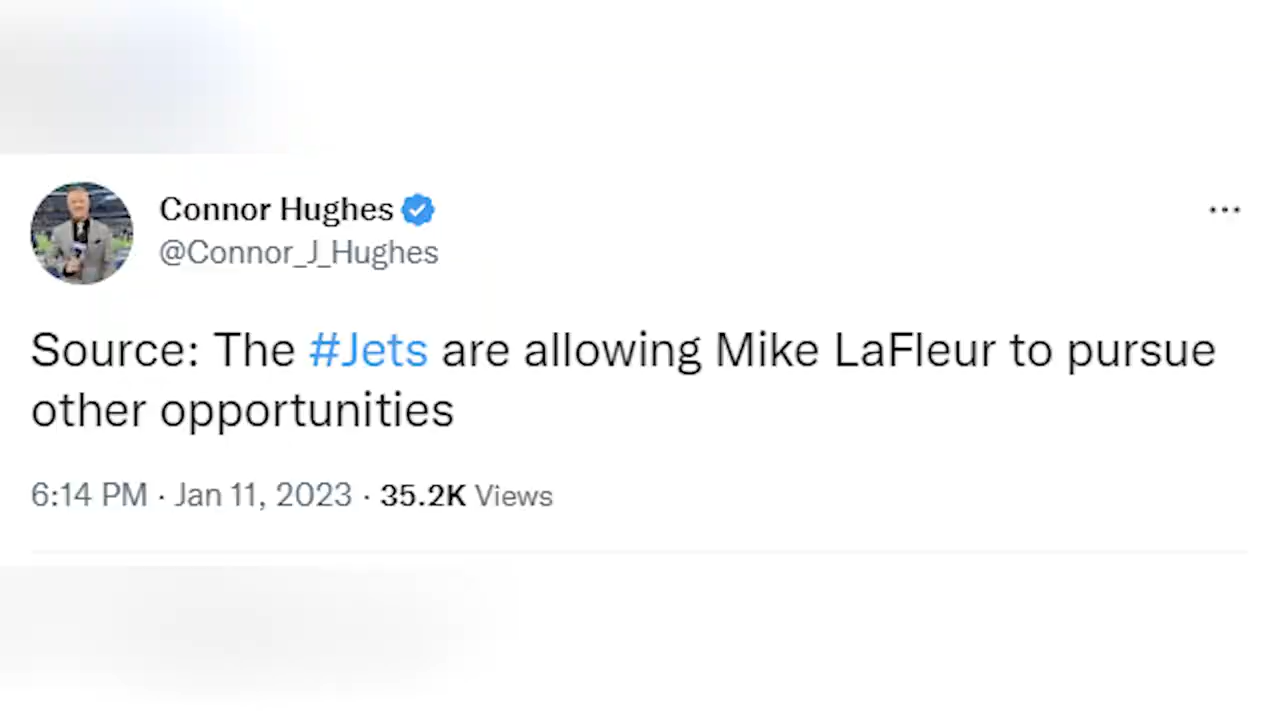 Connor Hughes
@Connor_J_Hughes
Source: The #Jets are allowing Mike LaFleur to pursue
other opportunities
6:14 PM · Jan 11, 2023 · 35.2K Views